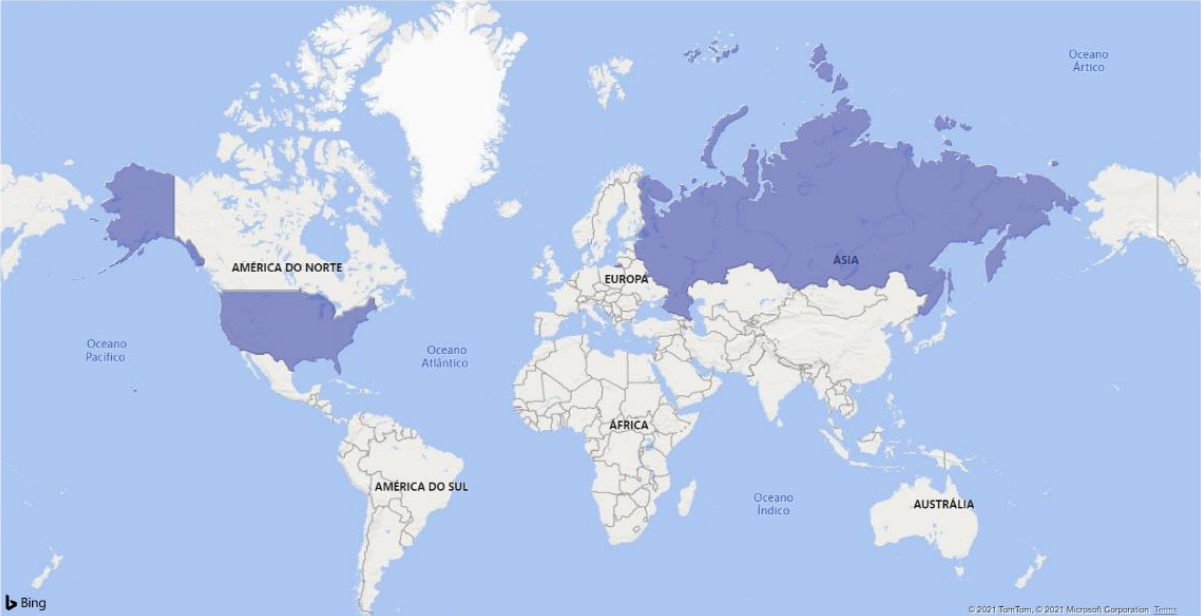 Oceano
Ártico
AMÉRICA DO NORTE
ÁSIA
EUROPA
Oceano
Pacífico
Oceano
Atlântico
ÁFRICA
AMÉRICA DO SUL
Oceano
Índico
AUSTRÁLIA
Bing
© 2021 TomTom, © 2021 Microsoft Corporation Terms